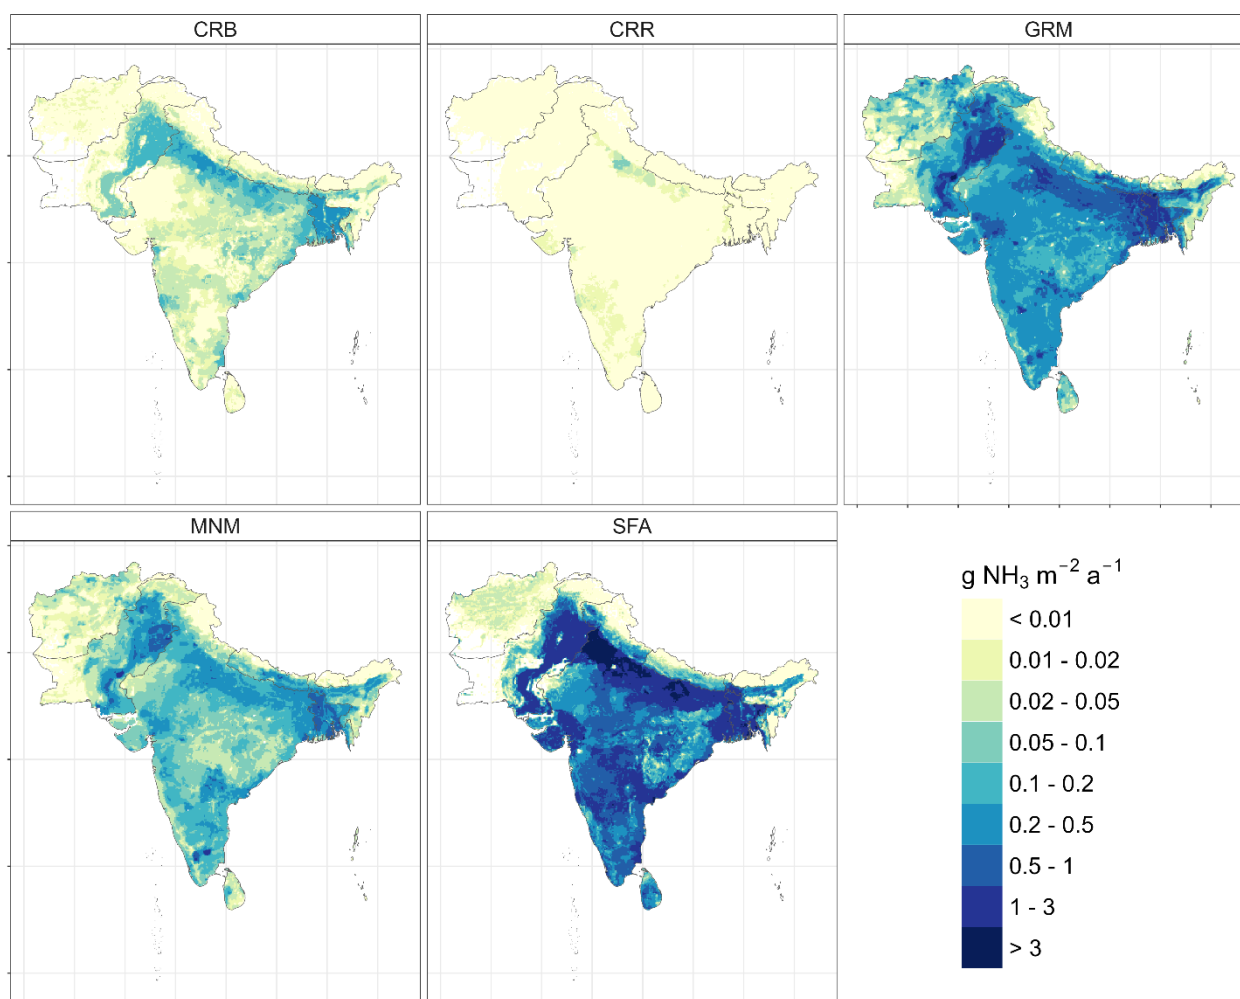 CRB
CRR
GRM
MNM
SFA
g NH₃ m⁻² a⁻¹
< 0.01
0.01 - 0.02
0.02 - 0.05
0.05 - 0.1
0.1 - 0.2
0.2 - 0.5
0.5 - 1
1 - 3
> 3